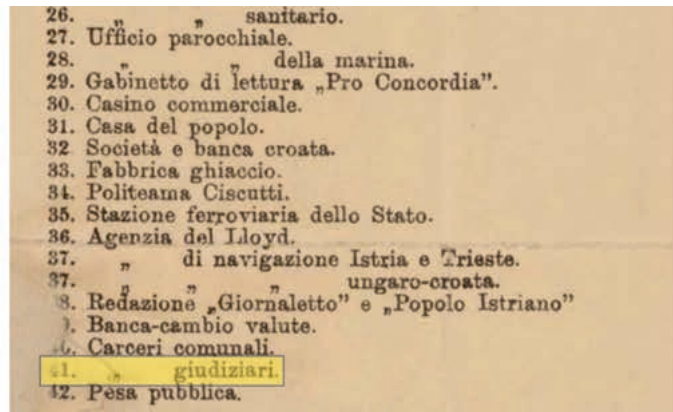 26. „ „ sanitario.
27. Ufficio parocchiale.
28. „ „ della marina.
29. Gabinetto di lettura „Pro Concordia”.
30. Casino commerciale.
31. Casa del popolo.
32 Società e banca croata.
33. Fabbrica ghiaccio.
34. Politeama Ciscutti.
35. Stazione ferroviaria dello Stato.
36. Agenzia del Lloyd.
37. „ di navigazione Istria e Trieste.
37. „ „ „ ungaro-croata.
8. Redazione „Giornaletto” e „Popolo Istriano”
. Banca-cambio valute.
Carceri comunali.
41. „ giudiziari.
42. Pesa pubblica.